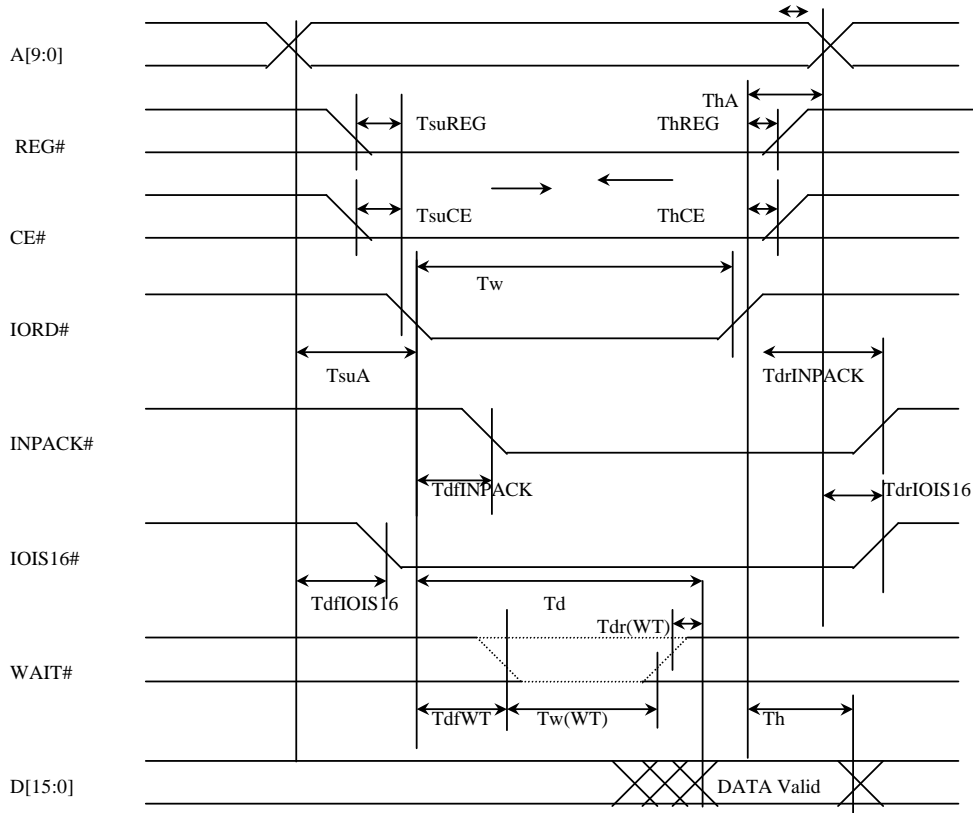 A[9:0]
ThA
TsuREG
ThREG
REG#
TsuCE
ThCE
CE#
Tw
IORD#
TsuA
TdrINPACK
INPACK#
TdfINPACK
TdrIOIS16
IOIS16#
TdfIOIS16
Td
Tdr(WT)
WAIT#
TdfWT
Tw(WT)
Th
D[15:0]
DATA Valid